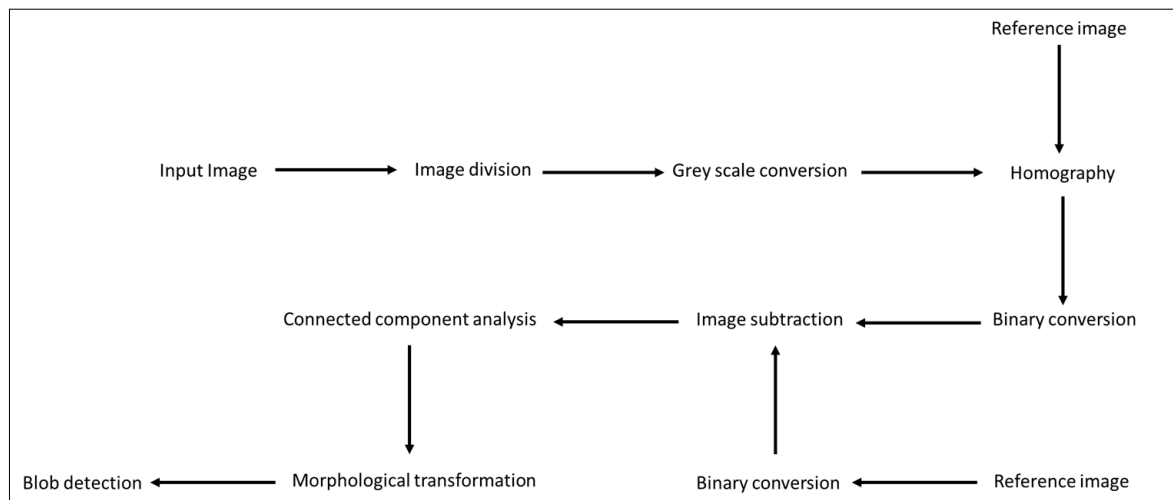 Reference image
Input Image
Image division
Grey scale conversion
Homography
Connected component analysis
Image subtraction
Binary conversion
Blob detection
Morphological transformation
Binary conversion
Reference image